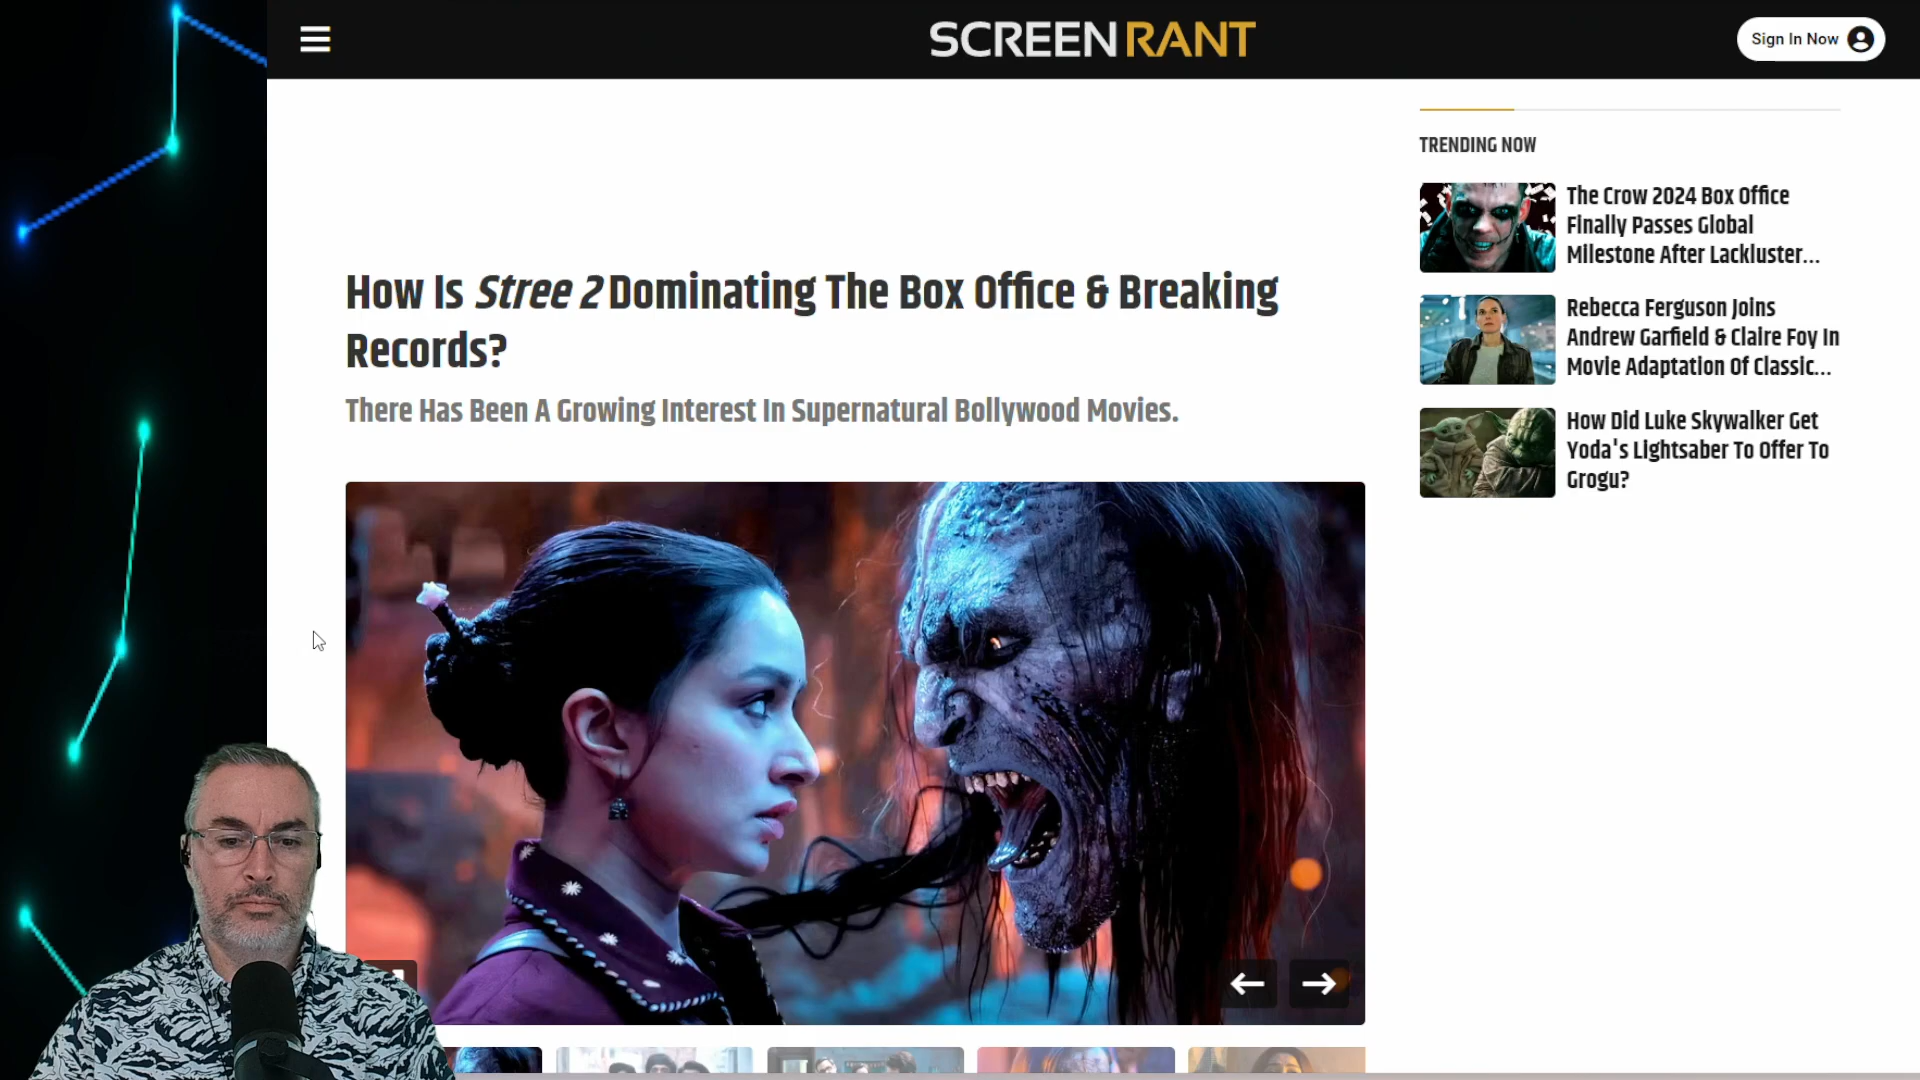 SCREENRANT
Sign In Now
How Is Stree 2 Dominating The Box Office & Breaking
Records?
There Has Been A Growing Interest In Supernatural Bollywood Movies.
TRENDING NOW
The Crow 2024 Box Office
Finally Passes Global
Milestone After Lackluster...
Rebecca Ferguson Joins
Andrew Garfield & Claire Foy In
Movie Adaptation Of Classic...
How Did Luke Skywalker Get
Yoda's Lightsaber To Offer To
Grogu?